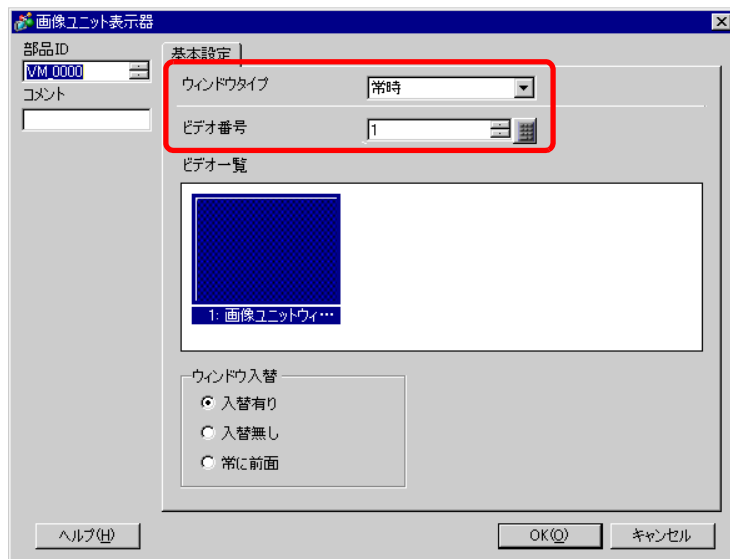 画像ユニット表示器
部品ID
VM_0000
コメント
基本設定
ウィンドウタイプ
常時
ビデオ番号
1
ビデオ一覧
1: 画像ユニットウィ…
ウィンドウ入替
入替有り
入替無し
常に前面
ヘルプ(H)
OK(O)
キャンセル